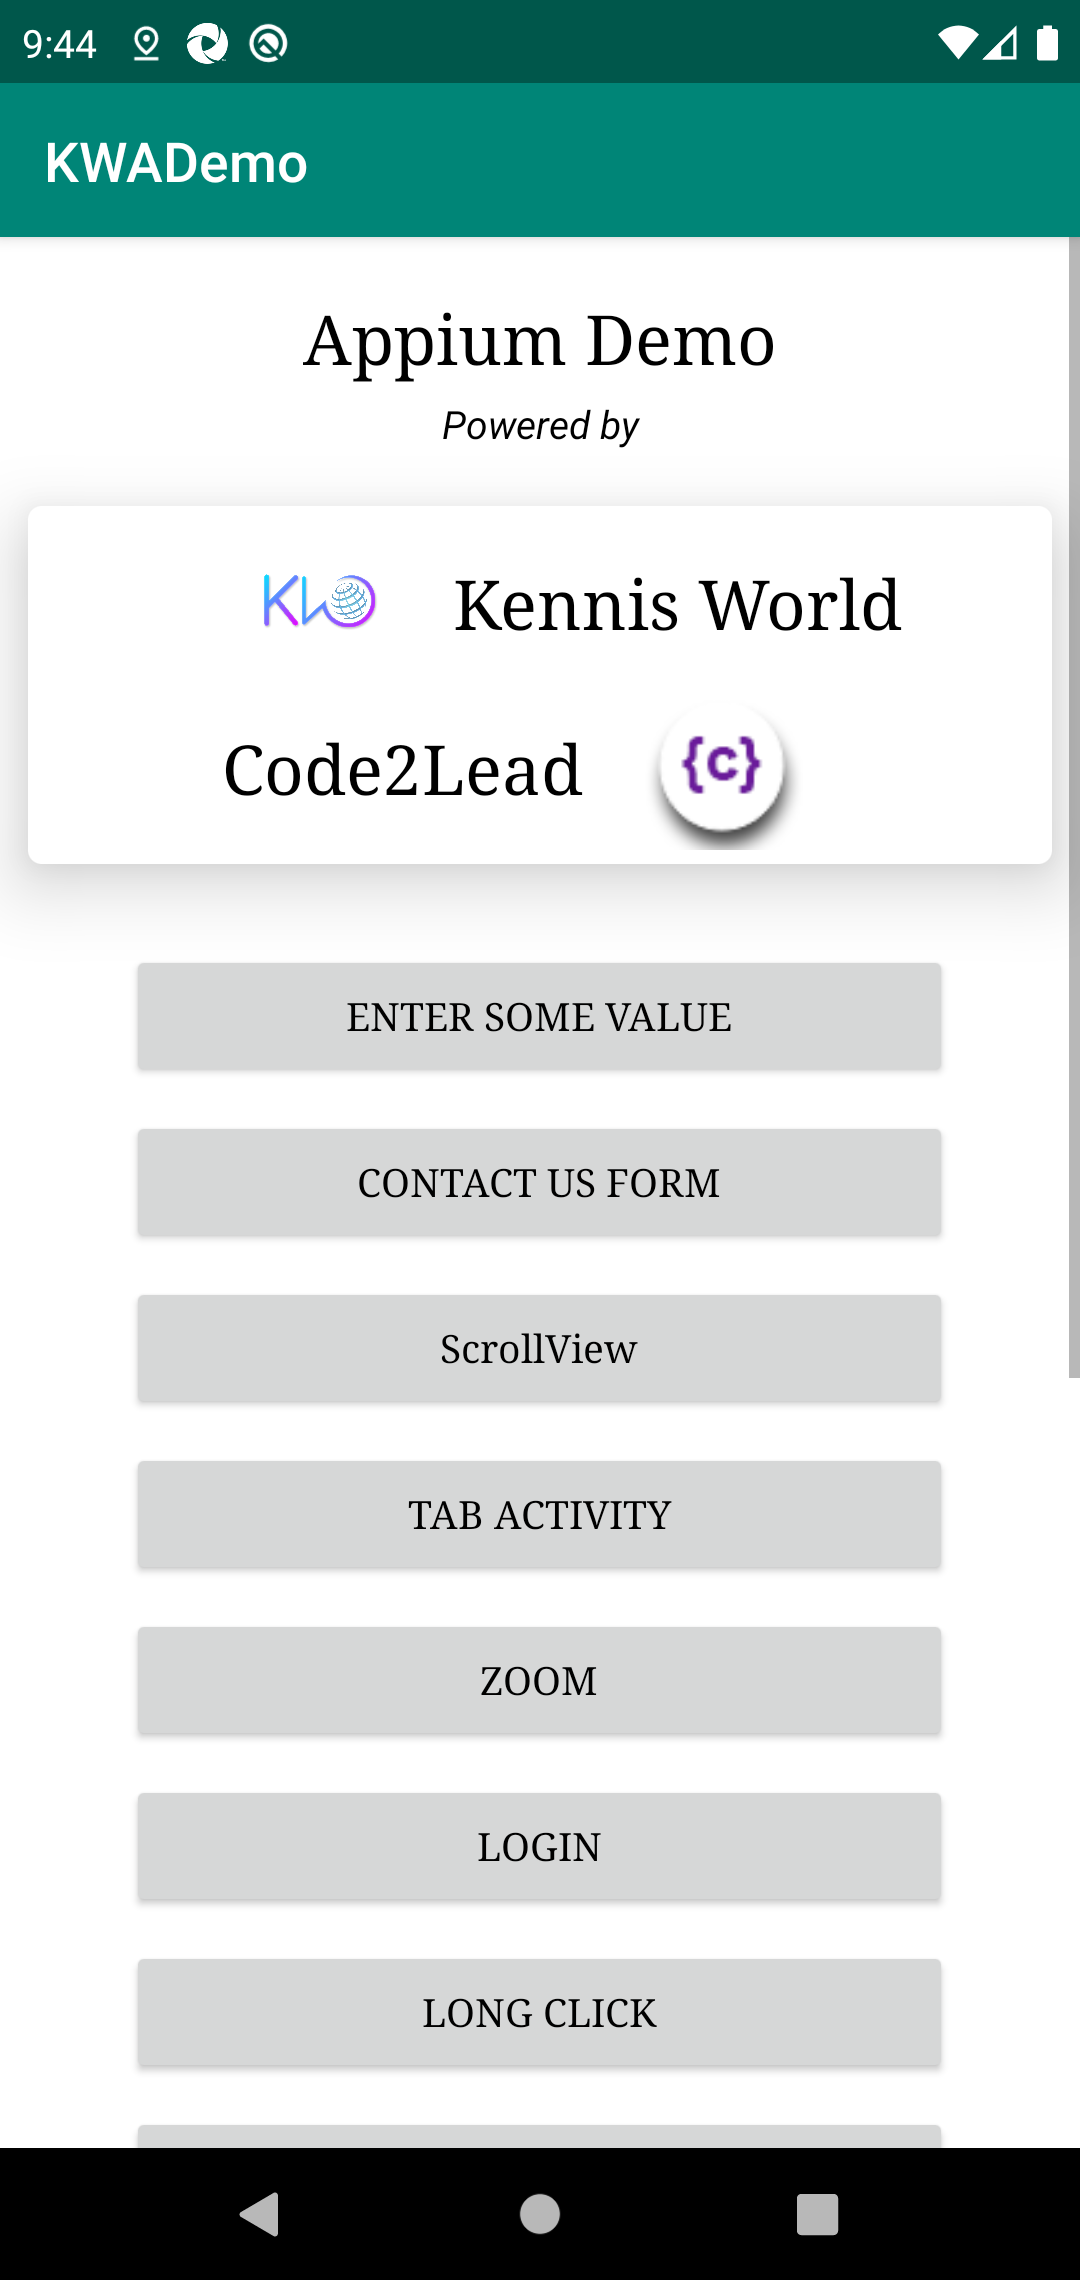 9:44
KWADemo
Appium Demo
Powered by
KWO Kennis World
Code2Lead {c}
ENTER SOME VALUE
CONTACT US FORM
ScrollView
TAB ACTIVITY
ZOOM
LOGIN
LONG CLICK